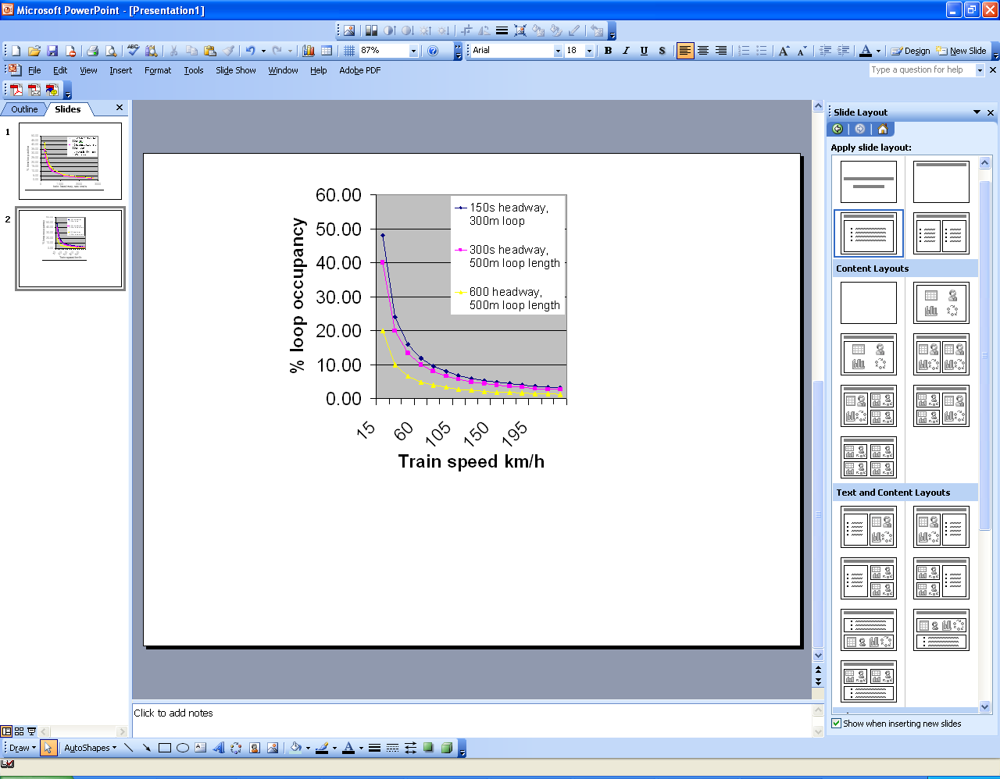 Microsoft PowerPoint - [Presentation1]
87%
Arial
18
B I U S
Design
New Slide
File Edit View Insert Format Tools Slide Show Window Help Adobe PDF
Type a question for help
Outline
Slides
1
2
60.00
50.00
40.00
30.00
20.00
10.00
0.00
% loop occupancy
150s headway,
300m loop
300s headway,
500m loop length
600 headway,
500m loop length
15 60 105 150 195
Train speed km/h
Click to add notes
Slide Layout
Apply slide layout:
Content Layouts
Text and Content Layouts
Show when inserting new slides
Draw
AutoShapes